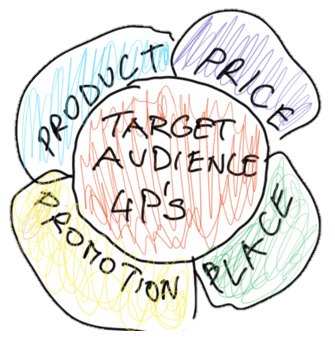 PRODUCT
PRICE
TARGET
AUDIENCE
4P's
PROMOTION
PLACE